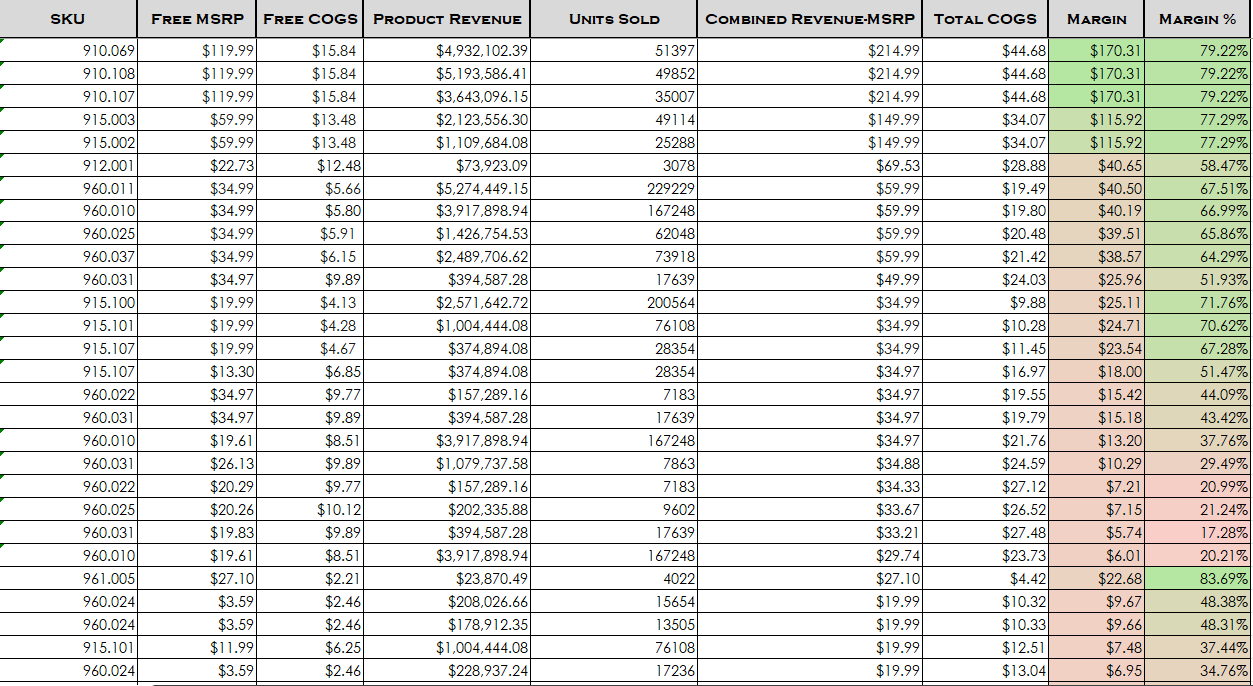 SKU Free MSRP Free COGS Product Revenue Units Sold Combined Revenue-MSRP Total COGS Margin Margin %
910.069 $119.99 $15.84 $4,932,102.39 51397 $214.99 $44.68 $170.31 79.22%
910.108 $119.99 $15.84 $5,193,586.41 49852 $214.99 $44.68 $170.31 79.22%
910.107 $119.99 $15.84 $3,643,096.15 35007 $214.99 $44.68 $170.31 79.22%
915.003 $59.99 $13.48 $2,123,556.30 49114 $149.99 $34.07 $115.92 77.29%
915.002 $59.99 $13.48 $1,109,684.08 25288 $149.99 $34.07 $115.92 77.29%
912.001 $22.73 $12.48 $73,923.09 3078 $69.53 $28.88 $40.65 58.47%
960.011 $34.99 $5.66 $5,274,449.15 229229 $59.99 $19.49 $40.50 67.51%
960.010 $34.99 $5.80 $3,917,898.94 167248 $59.99 $19.80 $40.19 66.99%
960.025 $34.99 $5.91 $1,426,754.53 62048 $59.99 $20.48 $39.51 65.86%
960.037 $34.99 $6.15 $2,489,706.62 73918 $59.99 $21.42 $38.57 64.29%
960.031 $34.97 $9.89 $394,587.28 17639 $49.99 $24.03 $25.96 51.93%
915.100 $19.99 $4.13 $2,571,642.72 200564 $34.99 $9.88 $25.11 71.76%
915.101 $19.99 $4.28 $1,004,444.08 76108 $34.99 $10.28 $24.71 70.62%
915.107 $19.99 $4.67 $374,894.08 28354 $34.99 $11.45 $23.54 67.28%
915.107 $13.30 $6.85 $374,894.08 28354 $34.97 $16.97 $18.00 51.47%
960.022 $34.97 $9.77 $157,289.16 7183 $34.97 $19.55 $15.42 44.09%
960.031 $34.97 $9.89 $394,587.28 17639 $34.97 $19.79 $15.18 43.42%
960.010 $19.61 $8.51 $3,917,898.94 167248 $34.97 $21.76 $13.20 37.76%
960.031 $26.13 $9.89 $1,079,737.58 7863 $34.88 $24.59 $10.29 29.49%
960.022 $20.29 $9.77 $157,289.16 7183 $34.33 $27.12 $7.21 20.99%
960.025 $20.26 $10.12 $202,335.88 9602 $33.67 $26.52 $7.15 21.24%
960.031 $19.83 $9.89 $394,587.28 17639 $33.21 $27.48 $5.74 17.28%
960.010 $19.61 $8.51 $3,917,898.94 167248 $29.74 $23.73 $6.01 20.21%
961.005 $27.10 $2.21 $23,870.49 4022 $27.10 $4.42 $22.68 83.69%
960.024 $3.59 $2.46 $208,026.66 15654 $19.99 $10.32 $9.67 48.38%
960.024 $3.59 $2.46 $178,912.35 13505 $19.99 $10.33 $9.66 48.31%
915.101 $11.99 $6.25 $1,004,444.08 76108 $19.99 $12.51 $7.48 37.44%
960.024 $3.59 $2.46 $228,937.24 17236 $19.99 $13.04 $6.95 34.76%